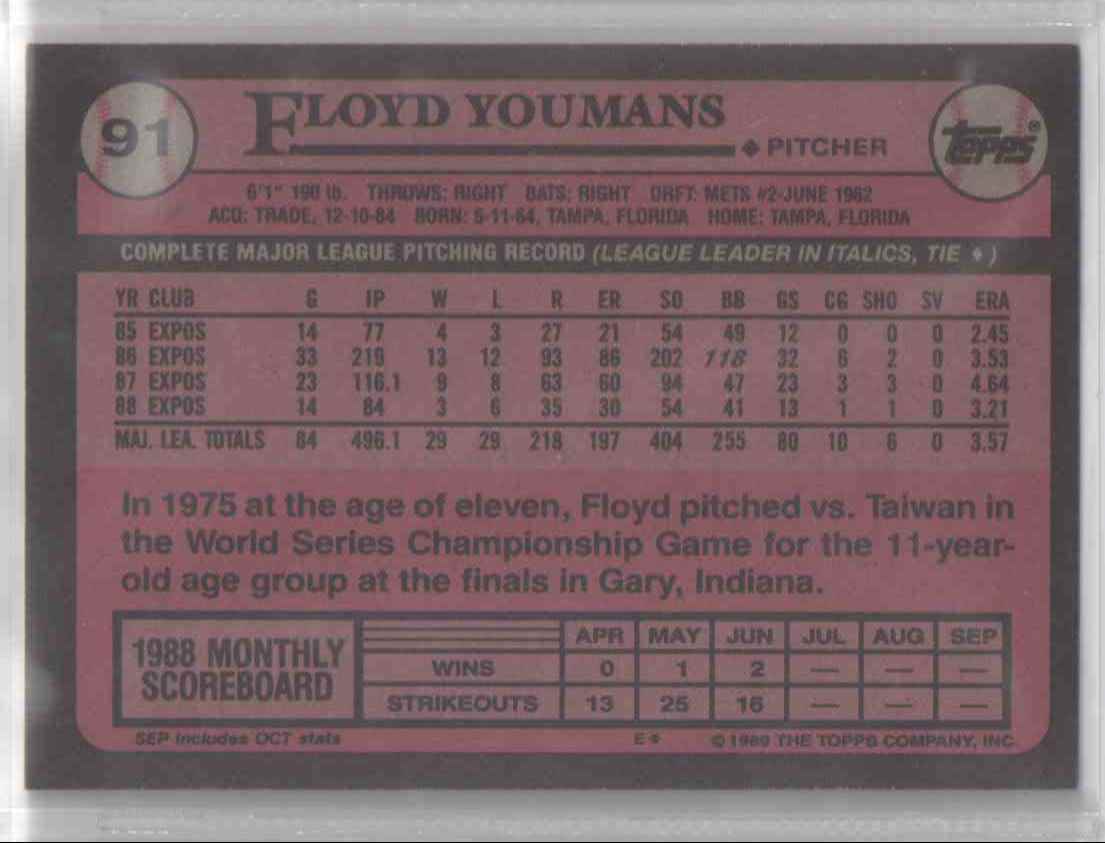 91
FLOYD YOUMANS
♦ PITCHER
TOPPS®
6'1" 190 lb. THROWS: RIGHT BATS: RIGHT DRFT: METS #2-JUNE 1982
ACQ: TRADE, 12-10-84 BORN: 5-11-64, TAMPA, FLORIDA HOME: TAMPA, FLORIDA
COMPLETE MAJOR LEAGUE PITCHING RECORD (LEAGUE LEADER IN ITALICS, TIE ♦)
YR CLUB G IP W L R ER SO BB GS CG SHO SV ERA
85 EXPOS 14 77 4 3 27 21 54 49 12 0 0 0 2.45
86 EXPOS 33 219 13 12 93 86 202 118 32 6 2 0 3.53
87 EXPOS 23 116.1 9 8 63 60 94 47 23 3 3 0 4.64
88 EXPOS 14 84 3 6 35 30 54 41 13 1 1 0 3.21
MAJ. LEA. TOTALS 84 496.1 29 29 218 197 404 255 80 10 6 0 3.57
In 1975 at the age of eleven, Floyd pitched vs. Taiwan in
the World Series Championship Game for the 11-year-
old age group at the finals in Gary, Indiana.
1988 MONTHLY
SCOREBOARD
APR MAY JUN JUL AUG SEP
WINS 0 1 2 — — —
STRIKEOUTS 13 25 16 — — —
SEP includes OCT stats E* © 1989 THE TOPPS COMPANY, INC.